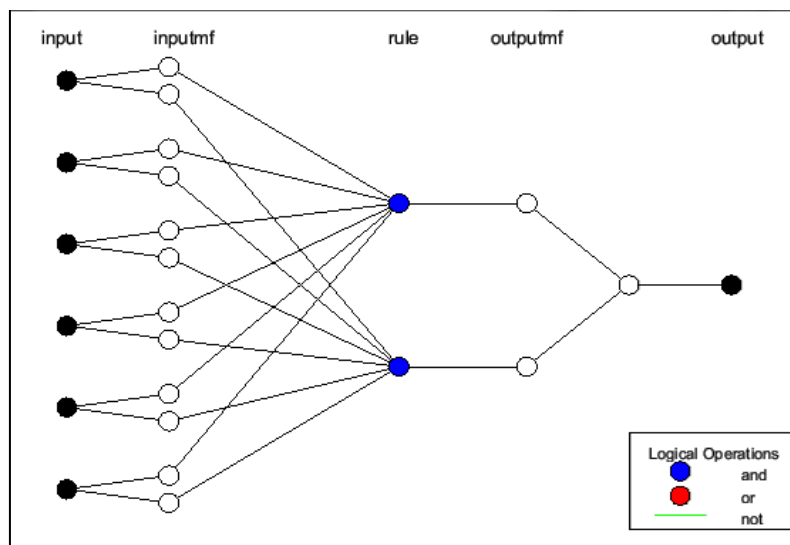 input inputmf rule outputmf output
Logical Operations
and
or
not